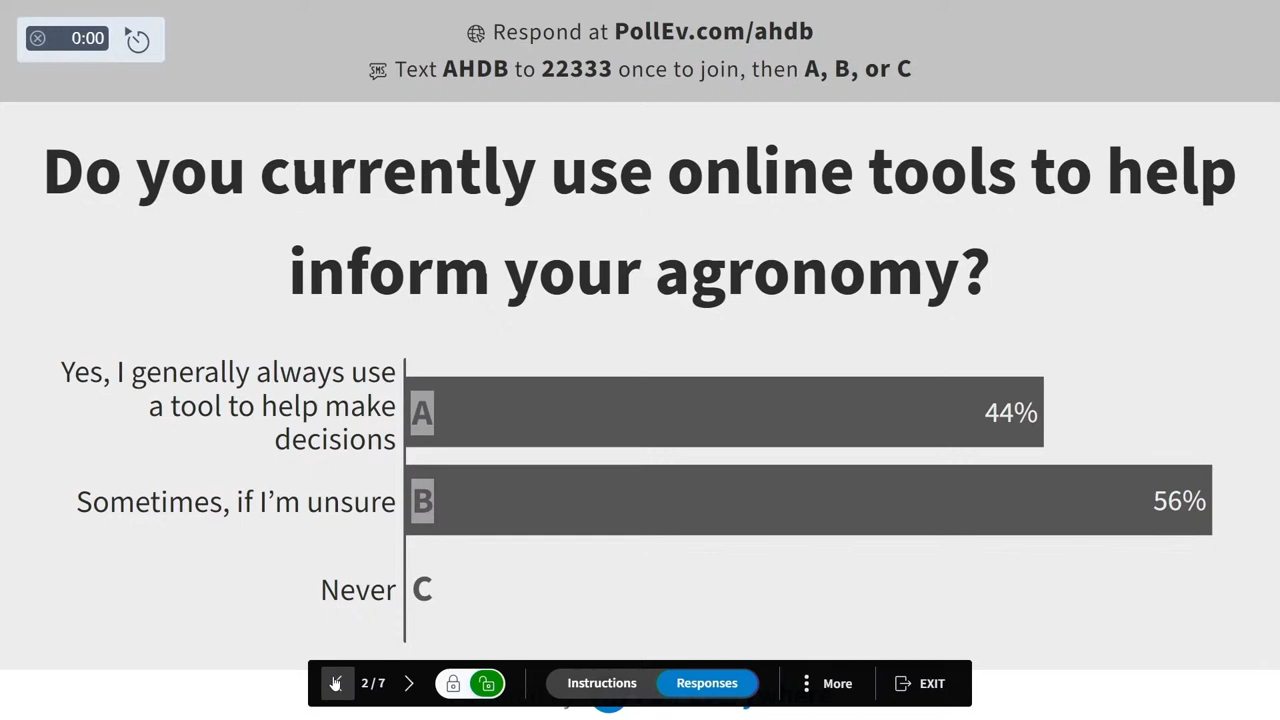 0:00
Respond at PollEv.com/ahdb
Text AHDB to 22333 once to join, then A, B, or C
Do you currently use online tools to help
inform your agronomy?
Yes, I generally always use
a tool to help make
decisions
A
44%
Sometimes, if I’m unsure
B
56%
Never
C
2 / 7
Instructions
Responses
More
EXIT